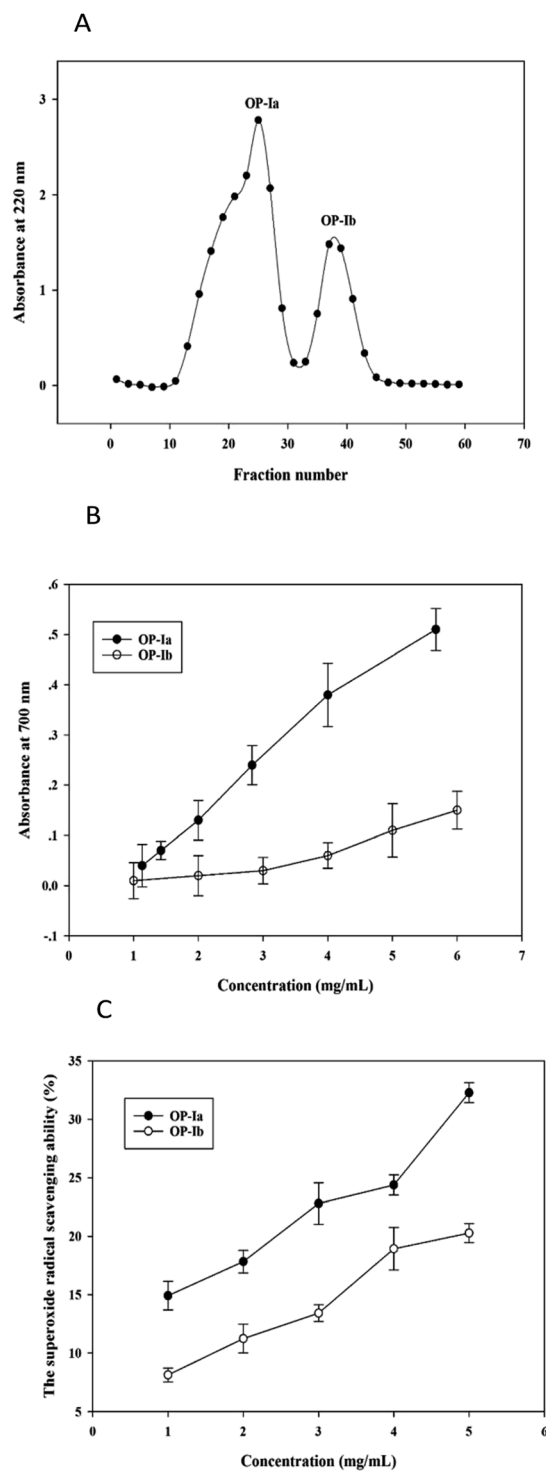 A
OP-Ia
OP-Ib
3
2
1
0
Absorbance at 220 nm
0 10 20 30 40 50 60 70
Fraction number
B
.6
.5
.4
.3
.2
.1
0.0
-.1
OP-Ia
OP-Ib
Absorbance at 700 nm
0 1 2 3 4 5 6 7
Concentration (mg/mL)
C
35
30
25
20
15
10
5
OP-Ia
OP-Ib
The superoxide radical scavenging ability (%)
0 1 2 3 4 5 6
Concentration (mg/mL)